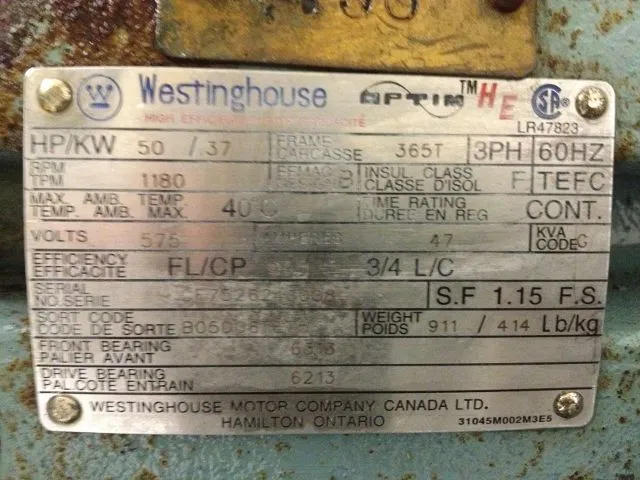 Westinghouse OPTIM™ HE
LR47823
HP/KW 50 / 37 FRAME CARCASSE 365T 3PH 60HZ
RPM TPM 1180 B INSUL. CLASS CLASSE D'ISOL F TEFC
MAX. AMB. TEMP. TEMP. AMB. MAX. 40 C TIME RATING DUREE EN REG CONT.
VOLTS 575 AMPERES 47 KVA CODE G
EFFICIENCY EFFICACITE FL/CP 3/4 L/C
SERIAL NO. SERIE S.F 1.15 F.S.
SORT CODE CODE DE SORTE WEIGHT POIDS 911 / 414 Lb/kg
FRONT BEARING PALIER AVANT
DRIVE BEARING PAL COTE ENTRAIN 6213
WESTINGHOUSE MOTOR COMPANY CANADA LTD.
HAMILTON ONTARIO 31045M002M3E5